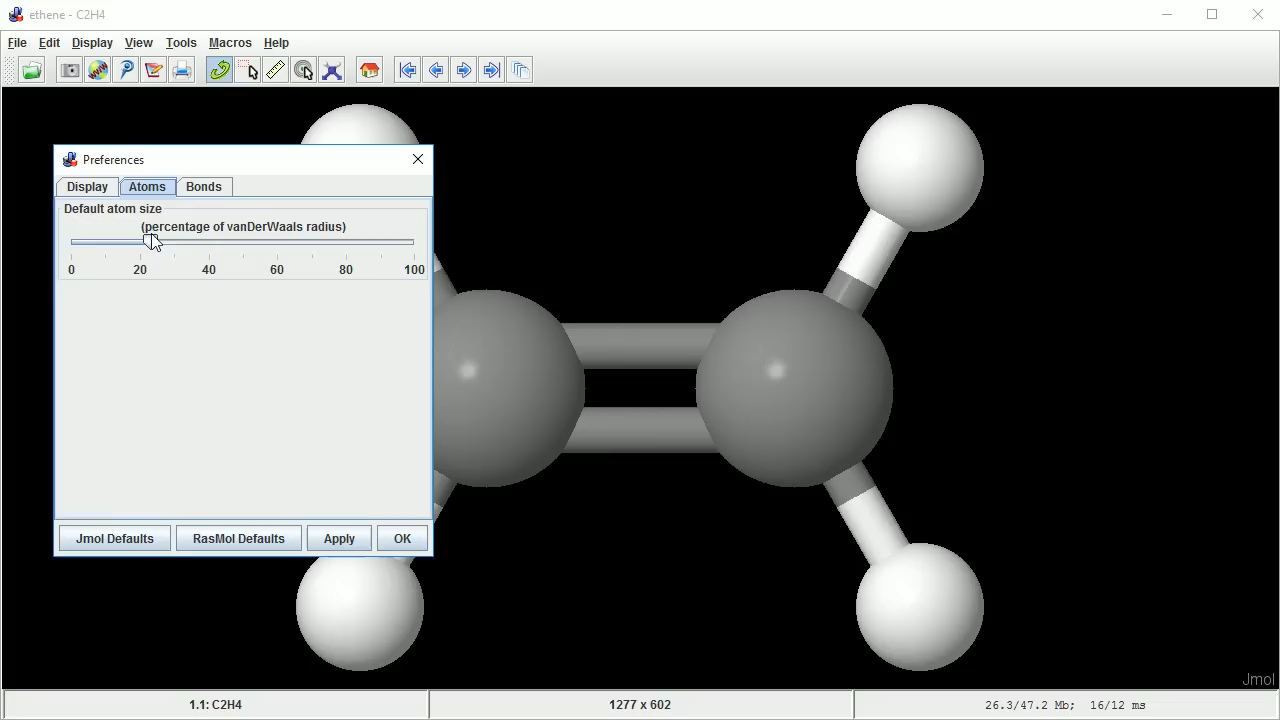 ethene - C2H4
File Edit Display View Tools Macros Help
Preferences
Display Atoms Bonds
Default atom size
(percentage of vanDerWaals radius)
0 20 40 60 80 100
Jmol Defaults RasMol Defaults Apply OK
Jmol
1.1: C2H4 1277 x 602 26.3/47.2 Mb; 16/12 ms